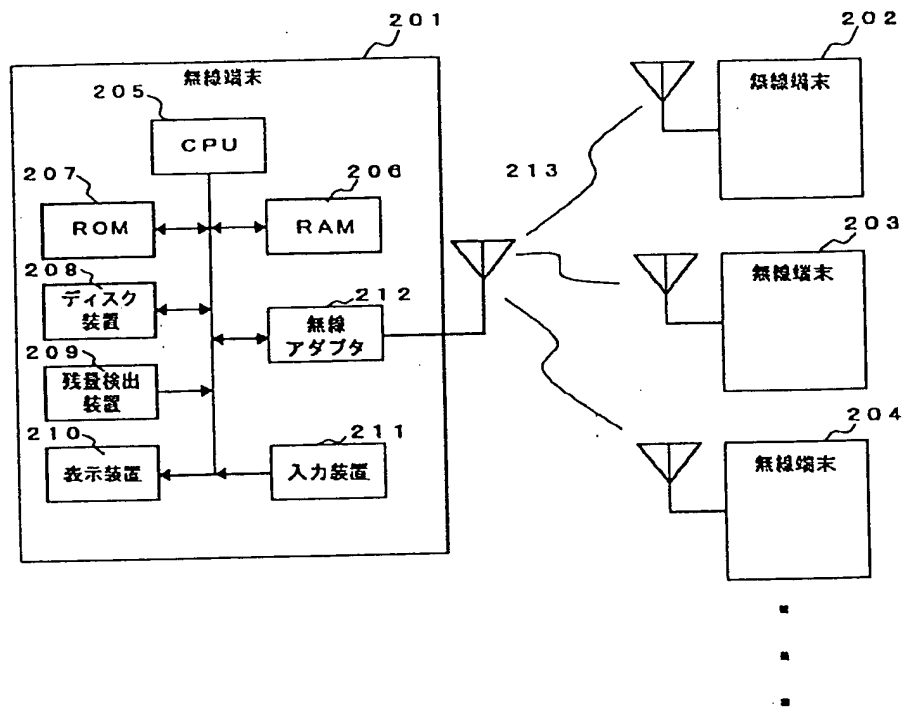 ２０１
無線端末
２０５
CPU
２０７
ROM
２０６
RAM
２０８
ディスク
装置
２１２
無線
アダプタ
２０９
残量検出
装置
２１０
表示装置
２１１
入力装置
２１３
２０２
無線端末
２０３
無線端末
２０４
無線端末